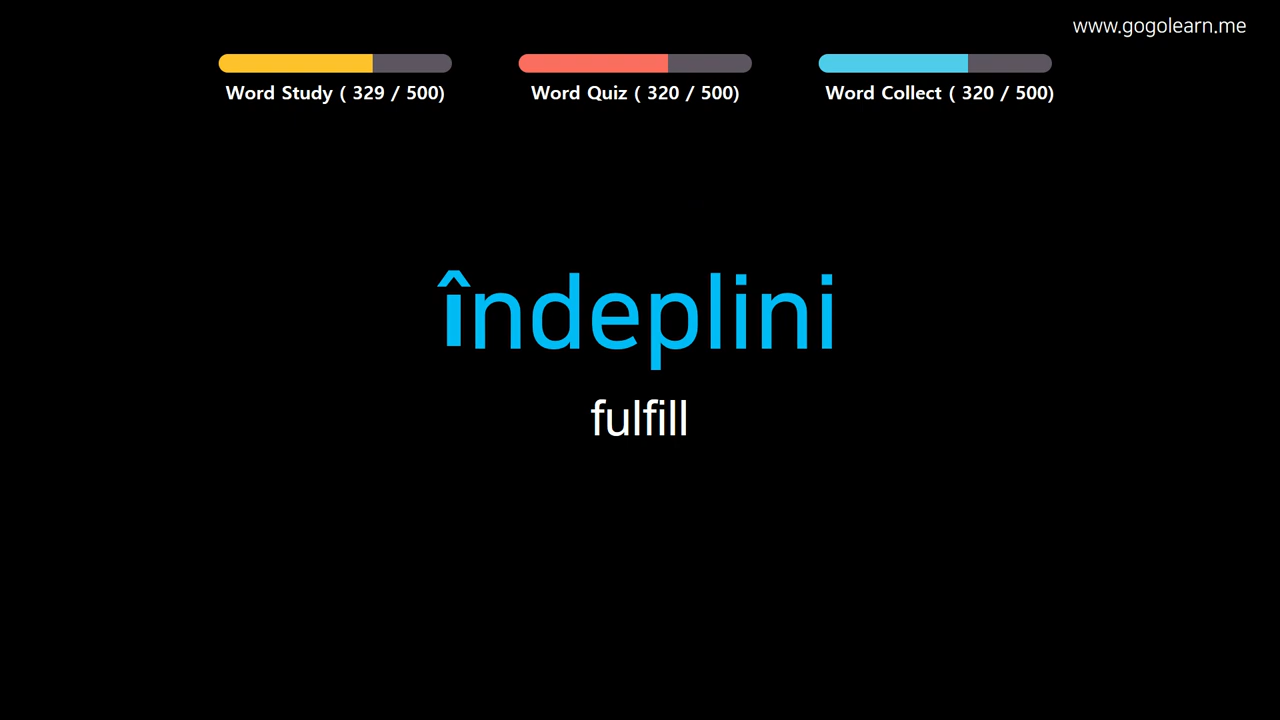 www.gogolearn.me
Word Study ( 329 / 500)
Word Quiz ( 320 / 500)
Word Collect ( 320 / 500)
îndeplini
fulfill